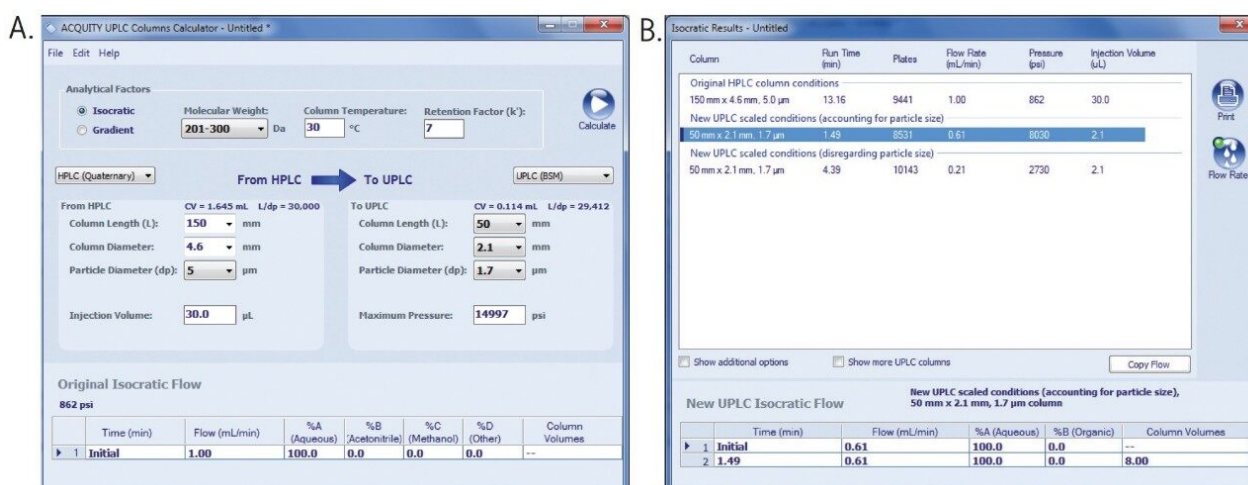 A.
ACQUITY UPLC Columns Calculator - Untitled *
File Edit Help
Analytical Factors
Isocratic
Gradient
Molecular Weight:
201-300 Da
Column Temperature:
30 °C
Retention Factor (k'):
7
Calculate
HPLC (Quaternary)
From HPLC To UPLC
UPLC (BSM)
From HPLC CV = 1.645 mL L/dp = 30,000
Column Length (L): 150 mm
Column Diameter: 4.6 mm
Particle Diameter (dp): 5 µm
Injection Volume: 30.0 µL
To UPLC CV = 0.114 mL L/dp = 29,412
Column Length (L): 50 mm
Column Diameter: 2.1 mm
Particle Diameter (dp): 1.7 µm
Maximum Pressure: 14997 psi
Original Isocratic Flow
862 psi
Time (min) Flow (mL/min) %A (Aqueous) %B (Acetonitrile) %C (Methanol) %D (Other) Column Volumes
1 Initial 1.00 100.0 0.0 0.0 0.0 --
B.
Isocratic Results - Untitled
Column Run Time (min) Plates Flow Rate (mL/min) Pressure (psi) Injection Volume (uL)
Original HPLC column conditions
150 mm x 4.6 mm, 5.0 µm 13.16 9441 1.00 862 30.0
New UPLC scaled conditions (accounting for particle size)
50 mm x 2.1 mm, 1.7 µm 1.49 8531 0.61 8030 2.1
New UPLC scaled conditions (disregarding particle size)
50 mm x 2.1 mm, 1.7 µm 4.39 10143 0.21 2730 2.1
Print
Flow Rate
Show additional options
Show more UPLC columns
Copy Flow
New UPLC Isocratic Flow
New UPLC scaled conditions (accounting for particle size),
50 mm x 2.1 mm, 1.7 µm column
Time (min) Flow (mL/min) %A (Aqueous) %B (Organic) Column Volumes
1 Initial 0.61 100.0 0.0 --
2 1.49 0.61 100.0 0.0 8.00